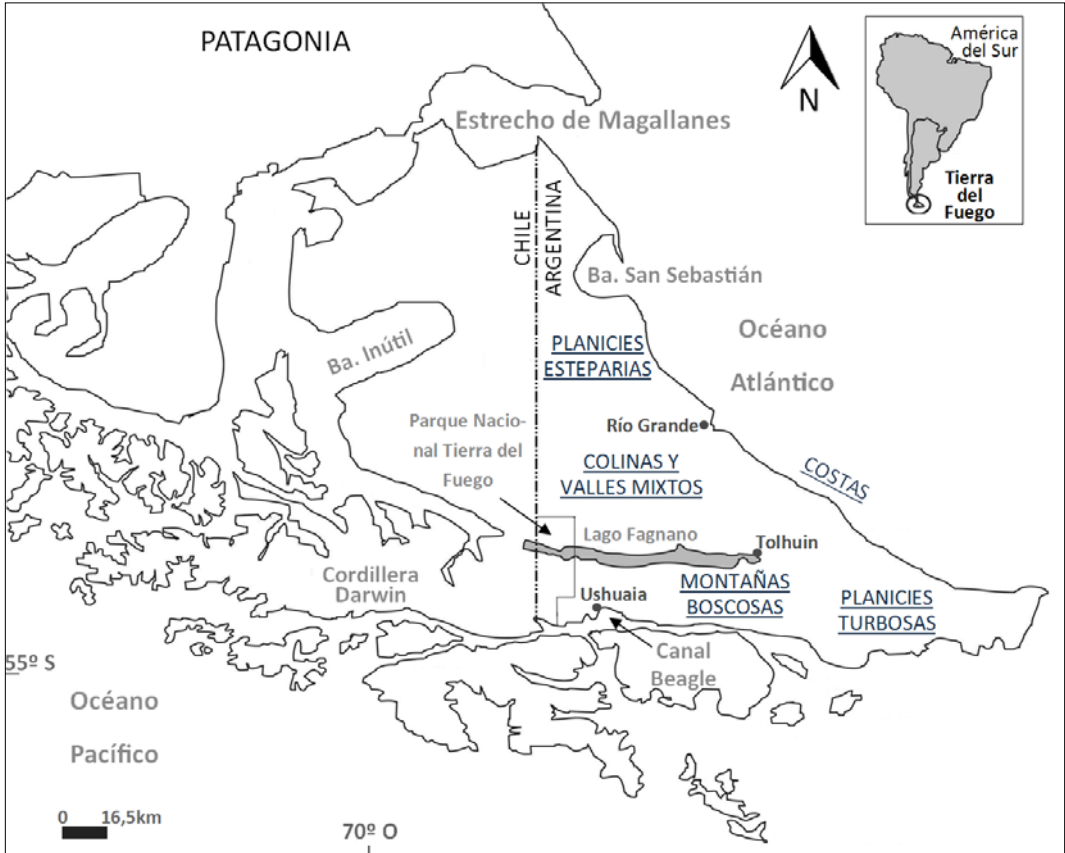 PATAGONIA
América
del Sur
N
Tierra
del
Fuego
Estrecho de Magallanes
CHILE
ARGENTINA
Ba. San Sebastián
Océano
Atlántico
PLANICIES
ESTEPARIAS
Ba. Inútil
Parque Nacio-
nal Tierra del
Fuego
Río Grande
COLINAS Y
VALLES MIXTOS
COSTAS
Lago Fagnano
Tolhuin
Cordillera
Darwin
MONTAÑAS
BOSCOSAS
PLANICIES
TURBOSAS
Ushuaia
Canal
Beagle
55º S
Océano
Pacífico
0 16,5km
70º O